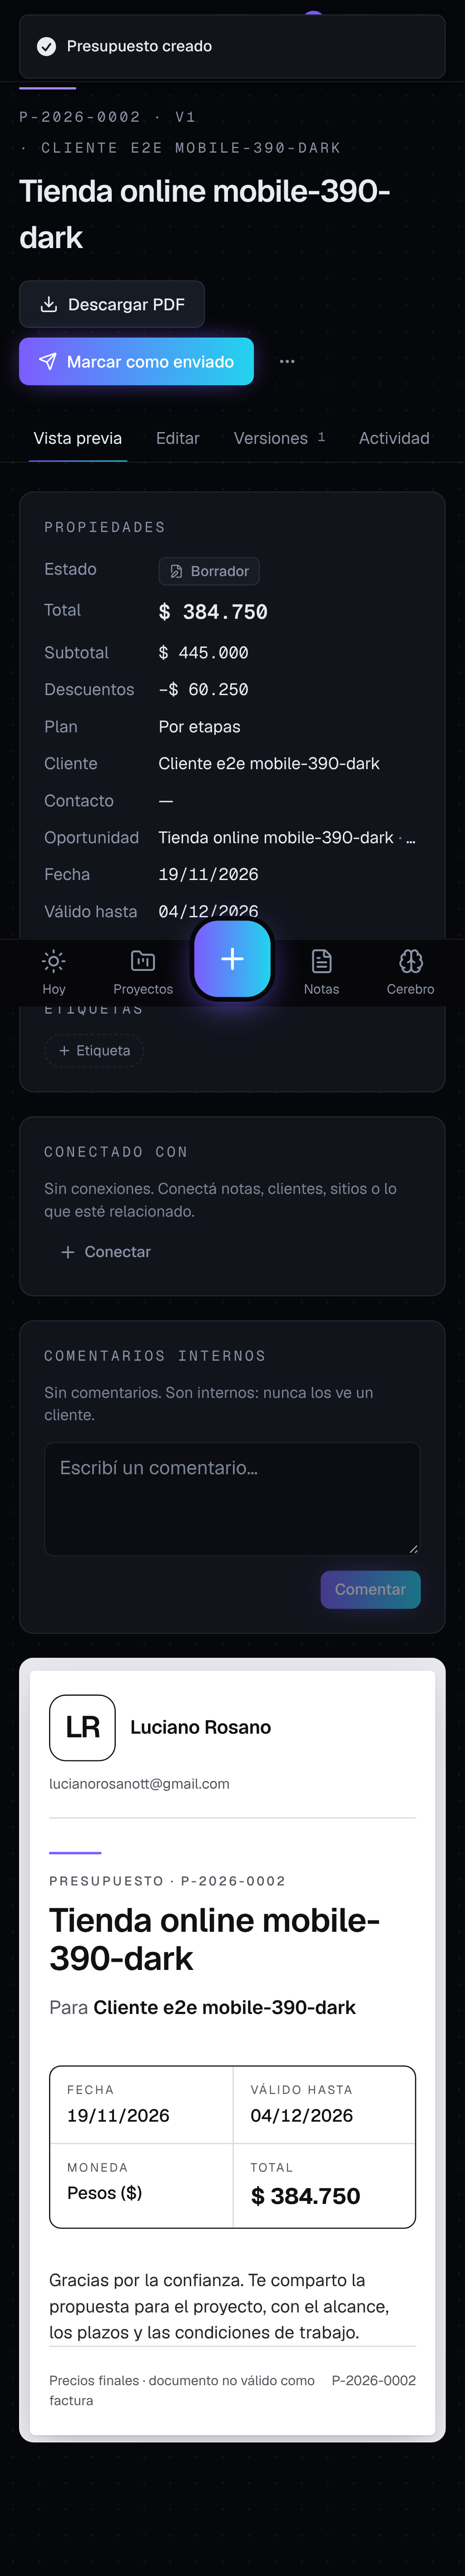 Presupuesto creado
P-2026-0002 · V1
· CLIENTE E2E MOBILE-390-DARK
Tienda online mobile-390-
dark
Descargar PDF
Marcar como enviado
Vista previa Editar Versiones 1 Actividad
PROPIEDADES
Estado Borrador
Total $ 384.750
Subtotal $ 445.000
Descuentos −$ 60.250
Plan Por etapas
Cliente Cliente e2e mobile-390-dark
Contacto —
Oportunidad Tienda online mobile-390-dark · …
Fecha 19/11/2026
Válido hasta 04/12/2026
Hoy Proyectos Notas Cerebro
ETIQUETAS
+ Etiqueta
CONECTADO CON
Sin conexiones. Conectá notas, clientes, sitios o lo
que esté relacionado.
+ Conectar
COMENTARIOS INTERNOS
Sin comentarios. Son internos: nunca los ve un
cliente.
Escribí un comentario…
Comentar
LR Luciano Rosano
lucianorosanott@gmail.com
PRESUPUESTO · P-2026-0002
Tienda online mobile-
390-dark
Para Cliente e2e mobile-390-dark
FECHA VÁLIDO HASTA
19/11/2026 04/12/2026
MONEDA TOTAL
Pesos ($) $ 384.750
Gracias por la confianza. Te comparto la
propuesta para el proyecto, con el alcance,
los plazos y las condiciones de trabajo.
Precios finales · documento no válido como P-2026-0002
factura